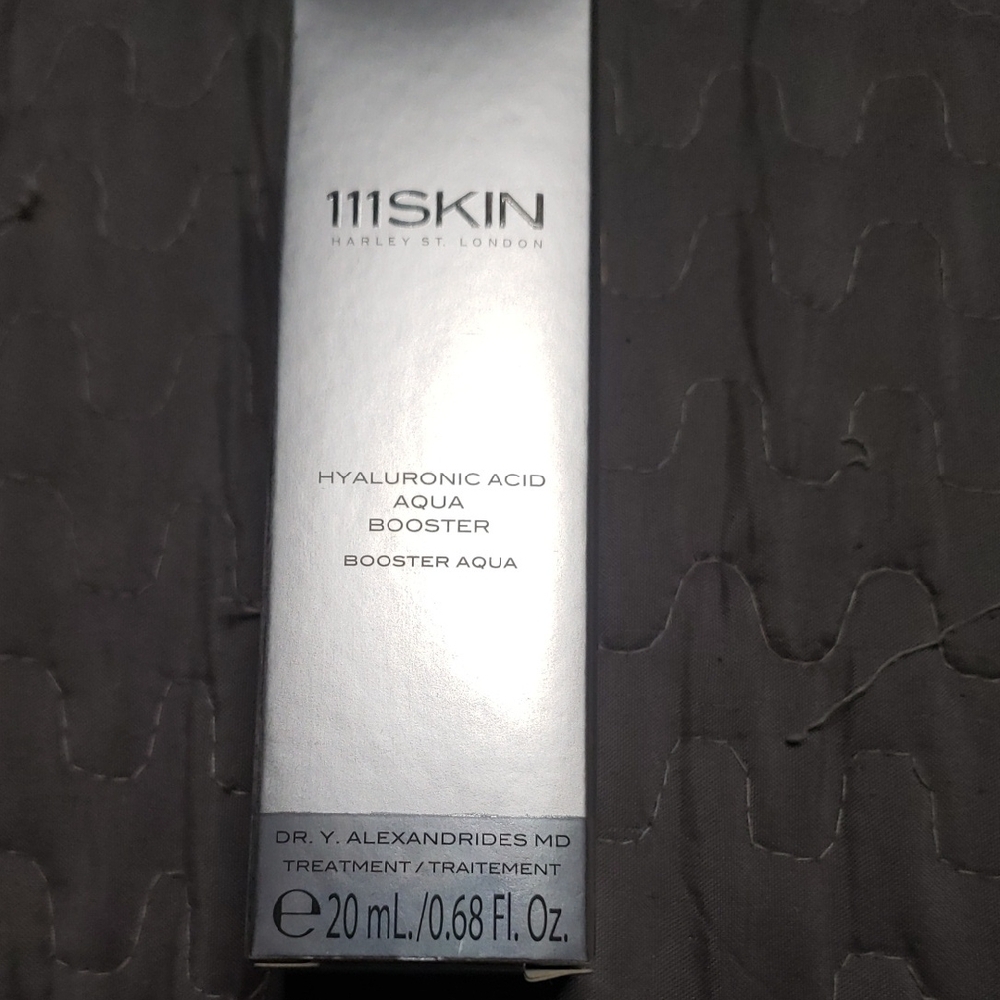 111SKIN
HARLEY ST. LONDON
HYALURONIC ACID
AQUA
BOOSTER
BOOSTER AQUA
DR. Y. ALEXANDRIDES MD
TREATMENT / TRAITEMENT
℮ 20 mL./0.68 Fl. Oz.